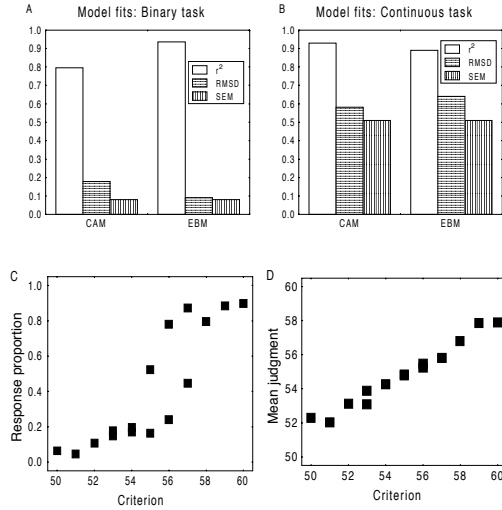 A
Model fits: Binary task
1.0
0.9
0.8
0.7
0.6
0.5
0.4
0.3
0.2
0.1
0.0
r²
RMSD
SEM
CAM
EBM
B
Model fits: Continuous task
1.0
0.9
0.8
0.7
0.6
0.5
0.4
0.3
0.2
0.1
0.0
r²
RMSD
SEM
CAM
EBM
C
Response proportion
1.0
0.8
0.6
0.4
0.2
0.0
50 52 54 56 58 60
Criterion
D
Mean judgment
60
58
56
54
52
50
50 52 54 56 58 60
Criterion